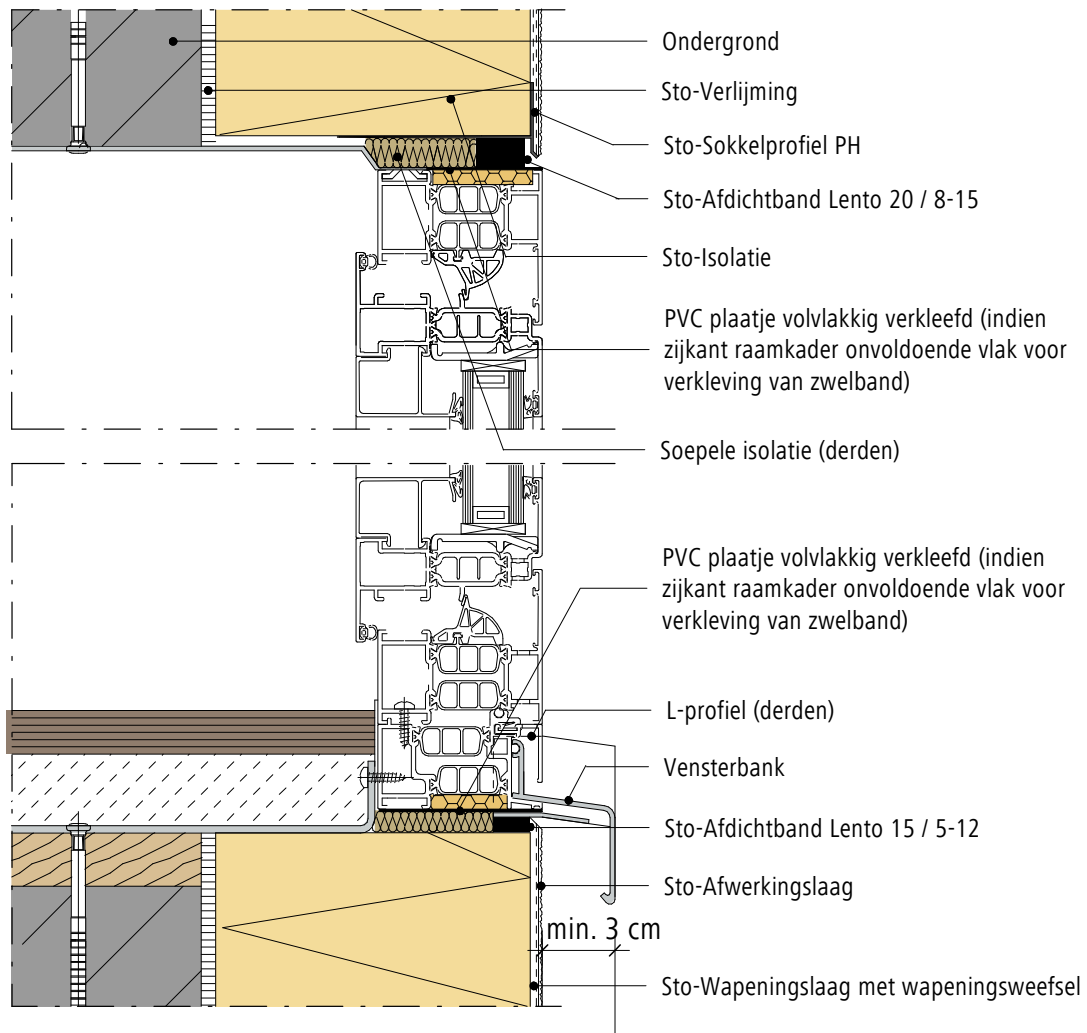 Ondergrond
Sto-Verlijming
Sto-Sokkelprofiel PH
Sto-Afdichtband Lento 20 / 8-15
Sto-Isolatie
PVC plaatje volvlakkig verkleefd (indien
zijkant raamkader onvoldoende vlak voor
verkleving van zwelband)
Soepele isolatie (derden)
PVC plaatje volvlakkig verkleefd (indien
zijkant raamkader onvoldoende vlak voor
verkleving van zwelband)
L-profiel (derden)
Vensterbank
Sto-Afdichtband Lento 15 / 5-12
Sto-Afwerkingslaag
min. 3 cm
Sto-Wapeningslaag met wapeningsweefsel